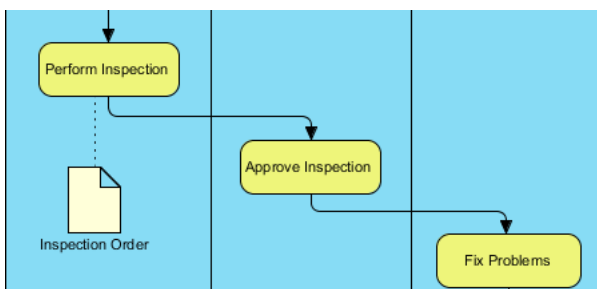 Perform Inspection
Approve Inspection
Inspection Order
Fix Problems